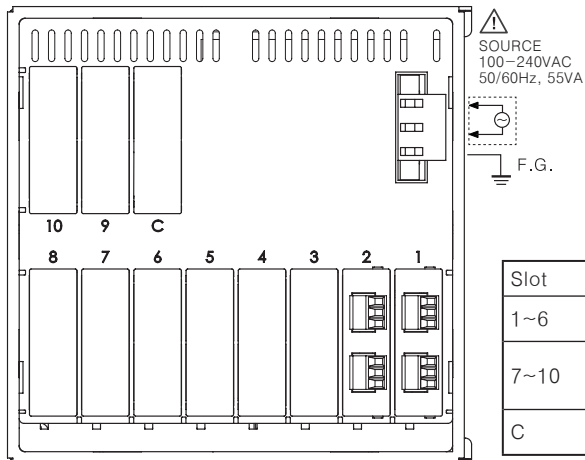 SOURCE
100-240VAC
50/60Hz, 55VA
F.G.
10 9 C
8 7 6 5 4 3 2 1
Slot
1~6
7~10
C